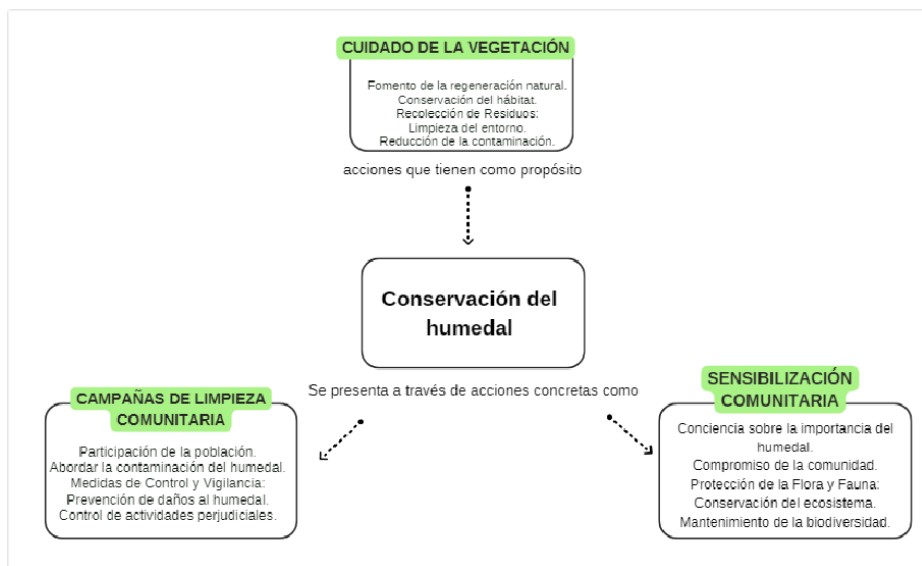 CUIDADO DE LA VEGETACIÓN
Fomento de la regeneración natural.
Conservación del hábitat.
Recolección de Residuos:
Limpieza del entorno.
Reducción de la contaminación.
acciones que tienen como propósito
Conservación del
humedal
Se presenta a través de acciones concretas como
CAMPAÑAS DE LIMPIEZA
COMUNITARIA
Participación de la población.
Abordar la contaminación del humedal.
Medidas de Control y Vigilancia:
Prevención de daños al humedal.
Control de actividades perjudiciales.
SENSIBILIZACIÓN
COMUNITARIA
Conciencia sobre la importancia del
humedal.
Compromiso de la comunidad.
Protección de la Flora y Fauna:
Conservación del ecosistema.
Mantenimiento de la biodiversidad.